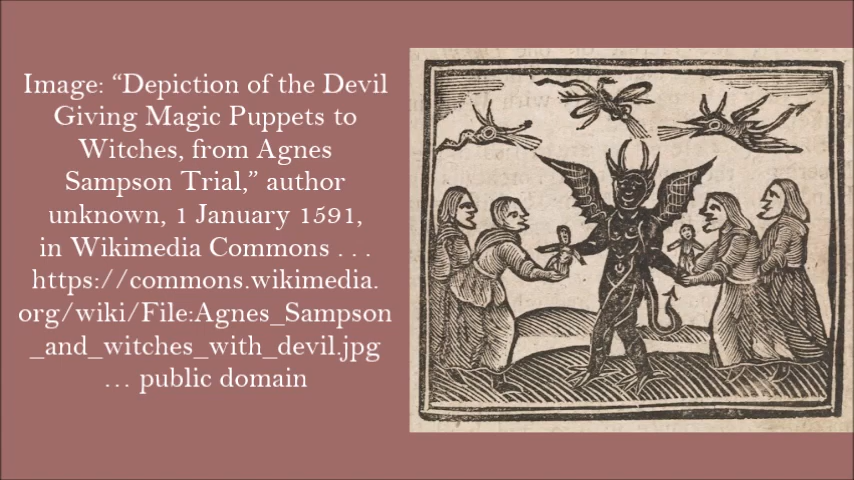 Image: “Depiction of the Devil
Giving Magic Puppets to
Witches, from Agnes
Sampson Trial,” author
unknown, 1 January 1591,
in Wikimedia Commons . . .
https://commons.wikimedia.
org/wiki/File:Agnes_Sampson
_and_witches_with_devil.jpg
… public domain